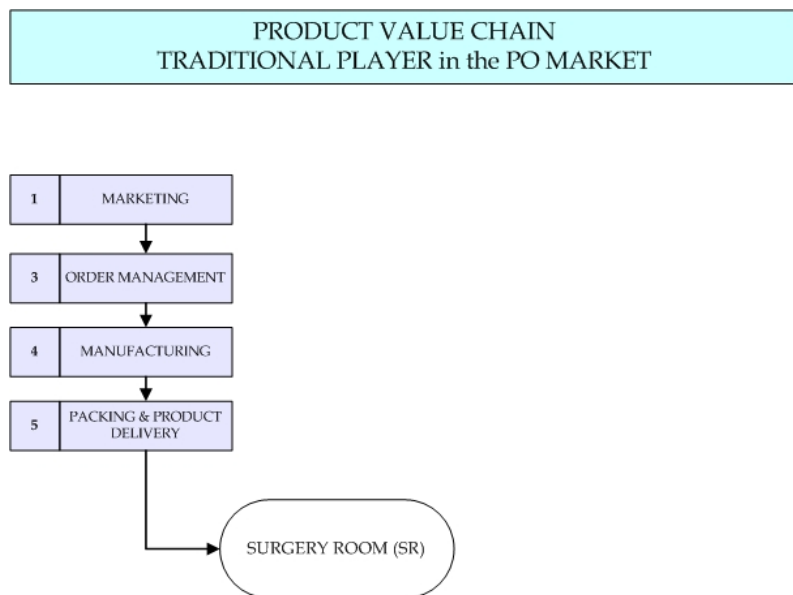 PRODUCT VALUE CHAIN
TRADITIONAL PLAYER in the PO MARKET
1 MARKETING
3 ORDER MANAGEMENT
4 MANUFACTURING
5 PACKING & PRODUCT
DELIVERY
SURGERY ROOM (SR)